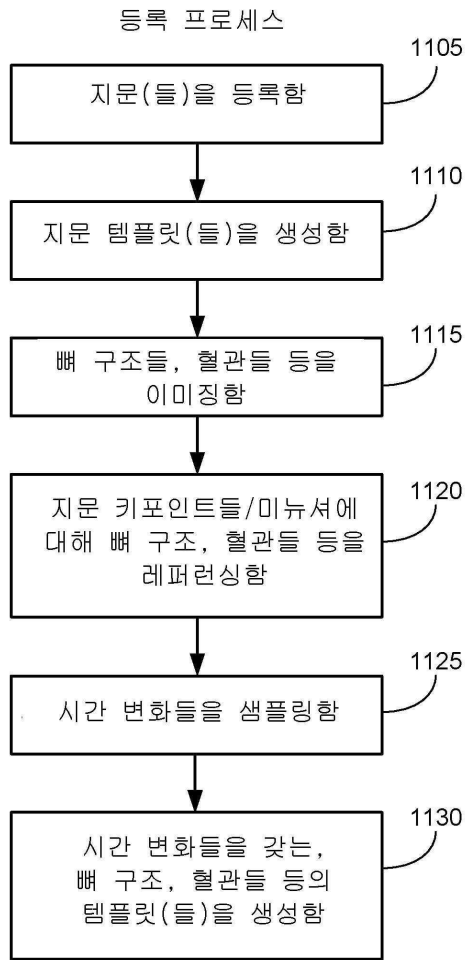 등록 프로세스
1105
지문(들)을 등록함
1110
지문 템플릿(들)을 생성함
1115
뼈 구조들, 혈관들 등을
이미징함
1120
지문 키포인트들/미뉴셔에
대해 뼈 구조, 혈관들 등을
레퍼런싱함
1125
시간 변화들을 샘플링함
1130
시간 변화들을 갖는,
뼈 구조, 혈관들 등의
템플릿(들)을 생성함